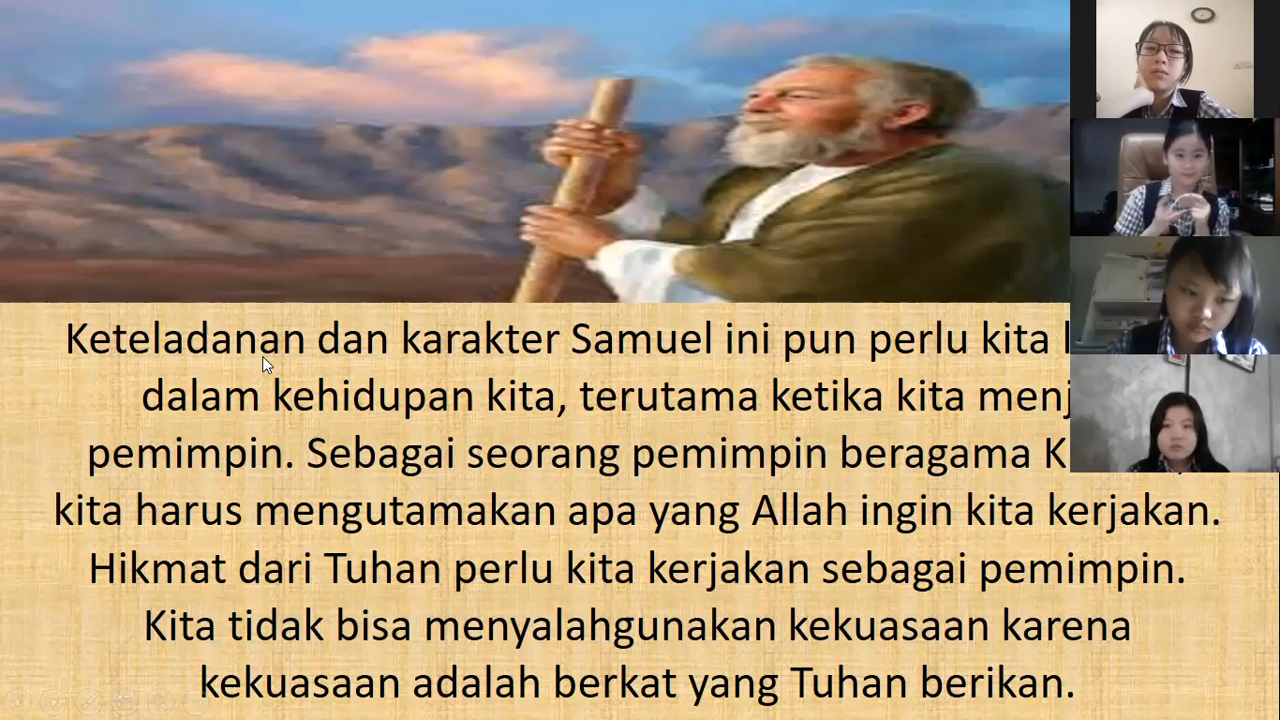 Keteladanan dan karakter Samuel ini pun perlu kita
dalam kehidupan kita, terutama ketika kita
pemimpin. Sebagai seorang pemimpin beragama
kita harus mengutamakan apa yang Allah ingin kita kerjakan.
Hikmat dari Tuhan perlu kita kerjakan sebagai pemimpin.
Kita tidak bisa menyalahgunakan kekuasaan karena
kekuasaan adalah berkat yang Tuhan berikan.